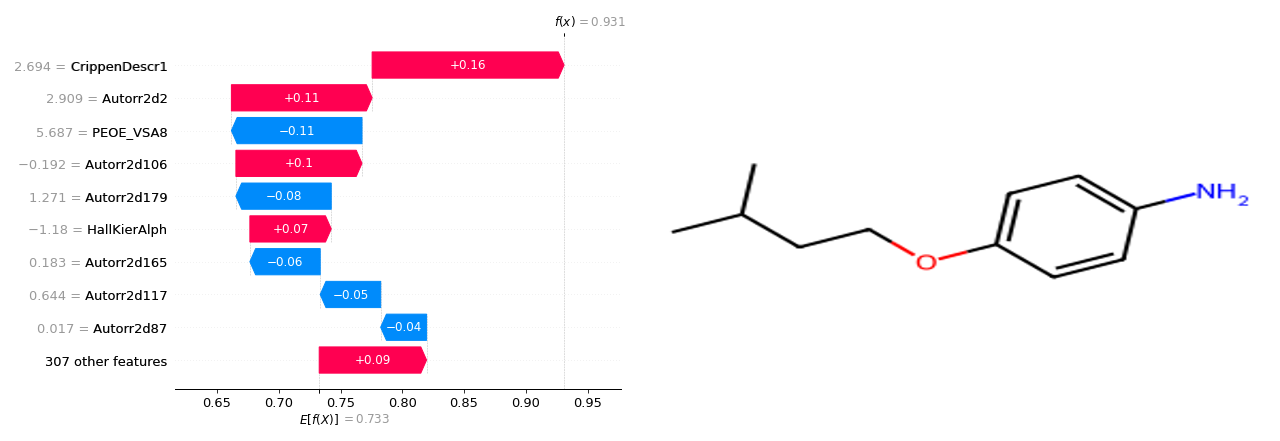 f(x) = 0.931
2.694 = CrippenDescr1
+0.16
2.909 = Autorr2d2
+0.11
5.687 = PEOE_VSA8
−0.11
−0.192 = Autorr2d106
+0.1
1.271 = Autorr2d179
−0.08
−1.18 = HallKierAlph
+0.07
0.183 = Autorr2d165
−0.06
0.644 = Autorr2d117
−0.05
0.017 = Autorr2d87
−0.04
307 other features
+0.09
0.65 0.70 0.75 0.80 0.85 0.90 0.95
E[f(X)] = 0.733
NH2
O